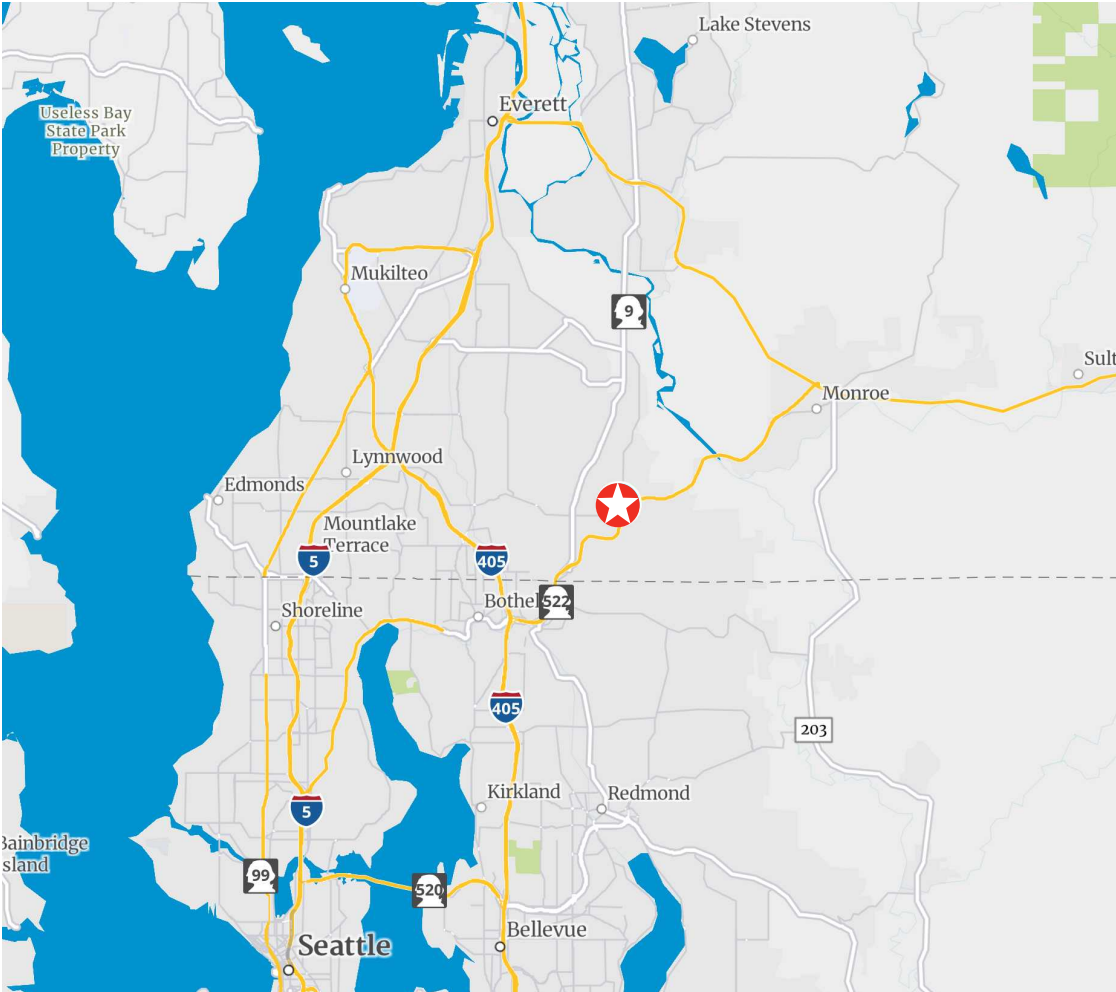 Lake Stevens
Everett
Useless Bay
State Park
Property
Mukilteo
9
Sult
Monroe
Lynnwood
Edmonds
Mountlake
Terrace
5
405
Bothel
522
Shoreline
405
203
Kirkland
Redmond
5
Bainbridge
sland
99
520
Bellevue
Seattle